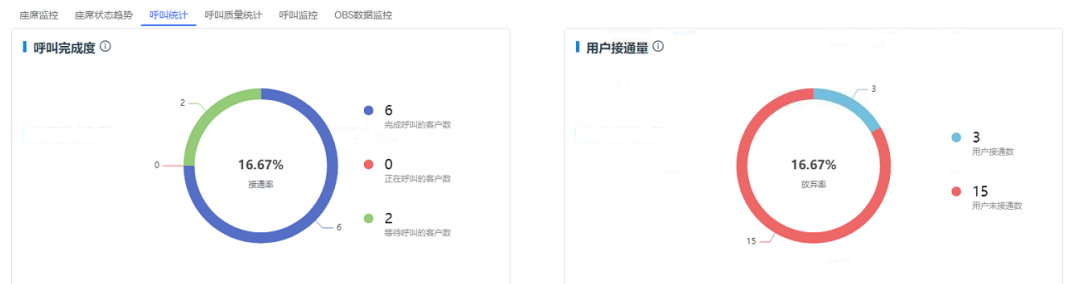 座席监控 座席状态趋势 呼叫统计 呼叫质量统计 呼叫监控 OBS数据监控
呼叫完成度
2
0
6
16.67%
接通率
6
完成呼叫的客户数
0
正在呼叫的客户数
2
等待呼叫的客户数
用户接通量
3
15
16.67%
放弃率
3
用户接通数
15
用户未接通数